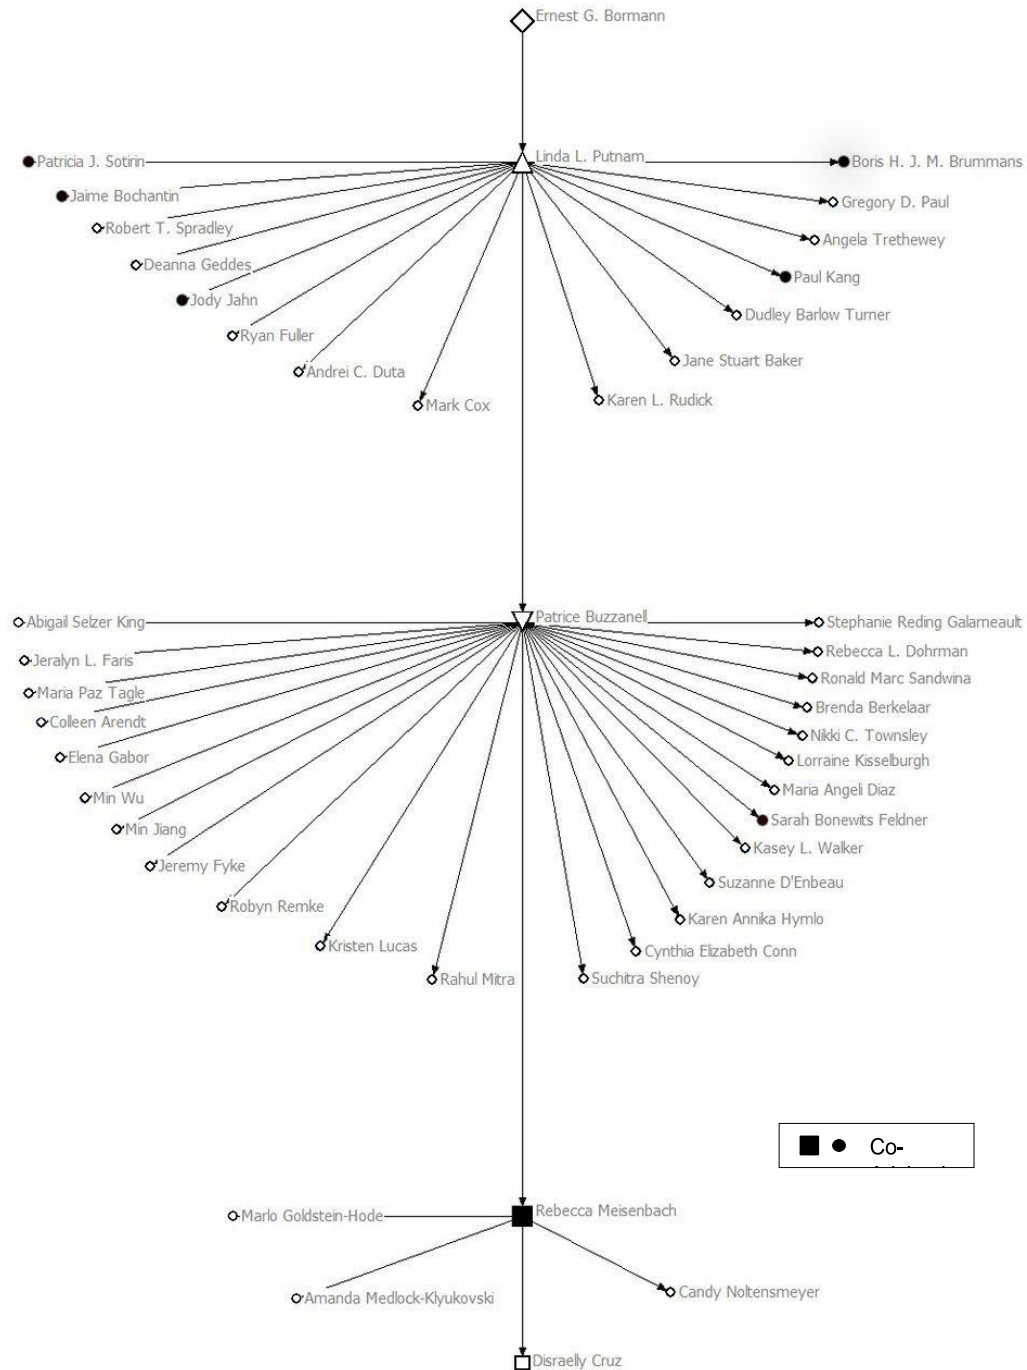 Ernest G. Bormann
Linda L. Putnam
Patricia J. Sotirin
Boris H. J. M. Brummans
Jaime Bochantin
Gregory D. Paul
Robert T. Spradley
Angela Trethewey
Deanna Geddes
Paul Kang
Jody Jahn
Dudley Barlow Turner
Ryan Fuller
Jane Stuart Baker
Andrei C. Duta
Karen L. Rudick
Mark Cox
Patrice Buzzanell
Abigail Selzer King
Stephanie Reding Galarneault
Jeralyn L. Faris
Rebecca L. Dohrman
Ronald Marc Sandwina
Maria Paz Tagle
Brenda Berkelaar
Colleen Arendt
Nikki C. Townsley
Elena Gabor
Lorraine Kisselburgh
Maria Angeli Diaz
Min Wu
Sarah Bonewits Feldner
Min Jiang
Kasey L. Walker
Jeremy Fyke
Suzanne D'Enbeau
Robyn Remke
Karen Annika Hymlo
Kristen Lucas
Cynthia Elizabeth Conn
Rahul Mitra
Suchitra Shenoy
Co-
Rebecca Meisenbach
Marlo Goldstein-Hode
Candy Noltensmeyer
Amanda Medlock-Klyukovski
Disraelly Cruz